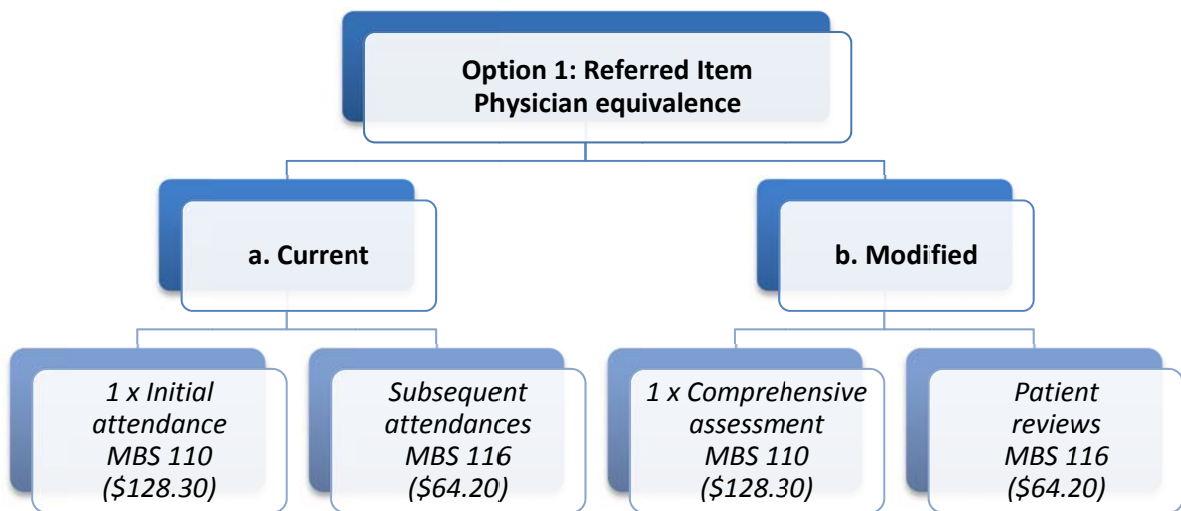 Option 1: Referred Item
Physician equivalence
a. Current
b. Modified
1 x Initial
attendance
MBS 110
($128.30)
Subsequent
attendances
MBS 116
($64.20)
1 x Comprehensive
assessment
MBS 110
($128.30)
Patient
reviews
MBS 116
($64.20)